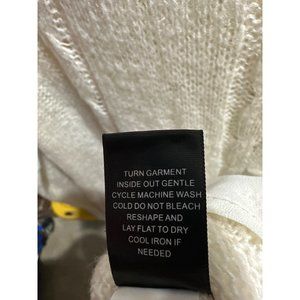 TURN GARMENT
INSIDE OUT GENTLE
CYCLE MACHINE WASH
COLD DO NOT BLEACH
RESHAPE AND
LAY FLAT TO DRY
COOL IRON IF
NEEDED